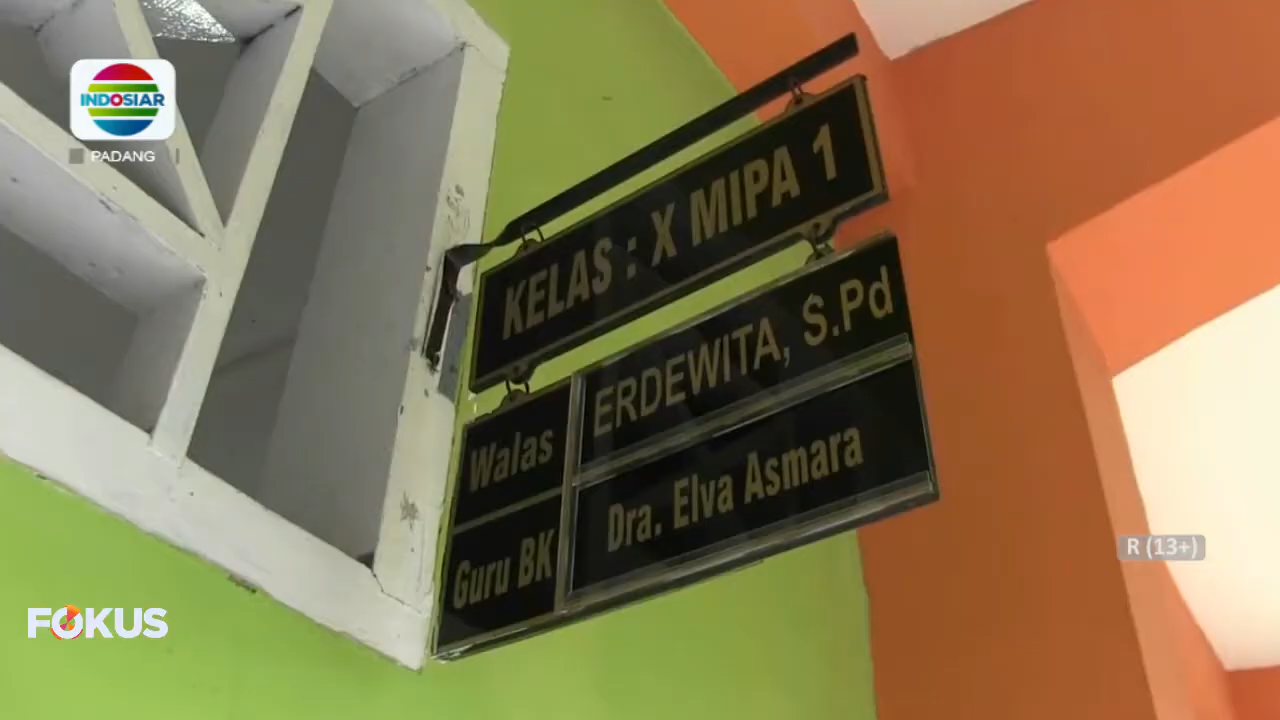 INDOSIAR
PADANG
KELAS : X MIPA 1
Walas ERDEWITA, S.Pd
Guru BK Dra. Elva Asmara
R (13+)
FOKUS